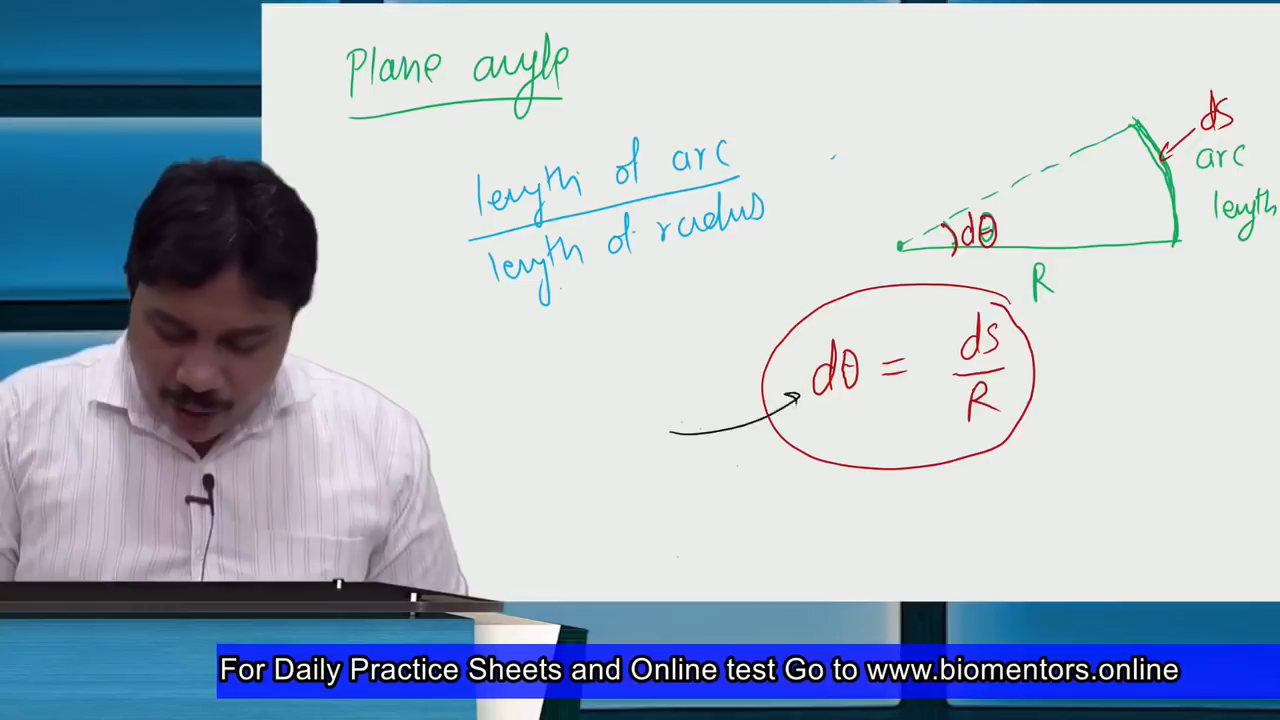 Plane angle
length of arc
length of radius
ds
arc
length
dθ
R
dθ = ds
R
For Daily Practice Sheets and Online test Go to www.biomentors.online